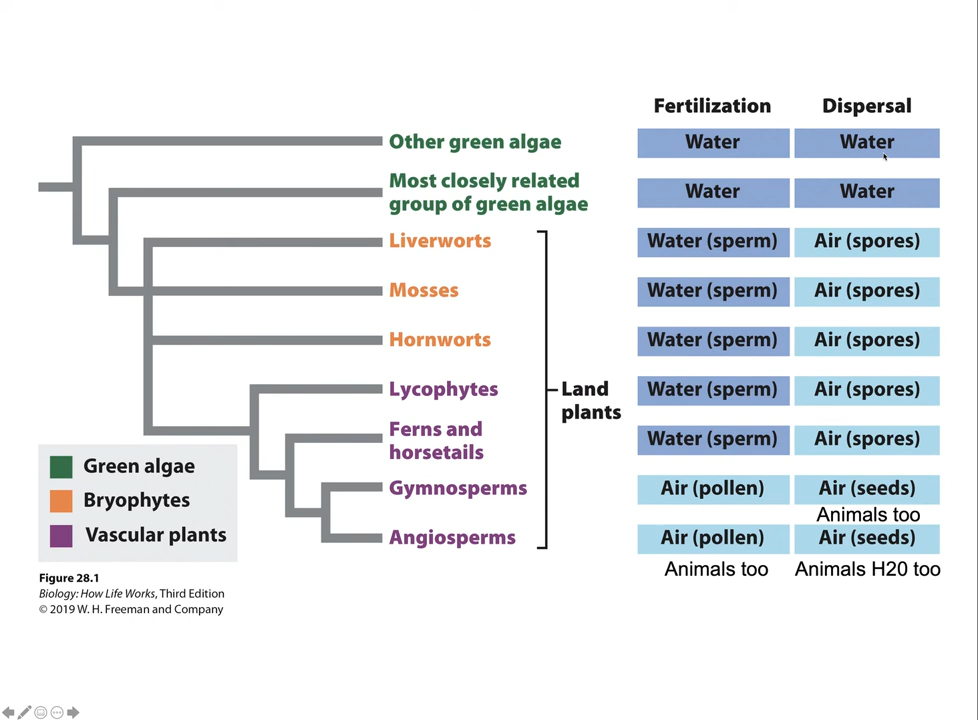 Fertilization Dispersal
Other green algae Water Water
Most closely related
group of green algae Water Water
Liverworts Water (sperm) Air (spores)
Mosses Water (sperm) Air (spores)
Hornworts Water (sperm) Air (spores)
Lycophytes Water (sperm) Air (spores)
Land
plants
Ferns and
horsetails Water (sperm) Air (spores)
Gymnosperms Air (pollen) Air (seeds)
Animals too
Angiosperms Air (pollen) Air (seeds)
Animals too Animals H20 too
Green algae
Bryophytes
Vascular plants
Figure 28.1
Biology: How Life Works, Third Edition
© 2019 W. H. Freeman and Company